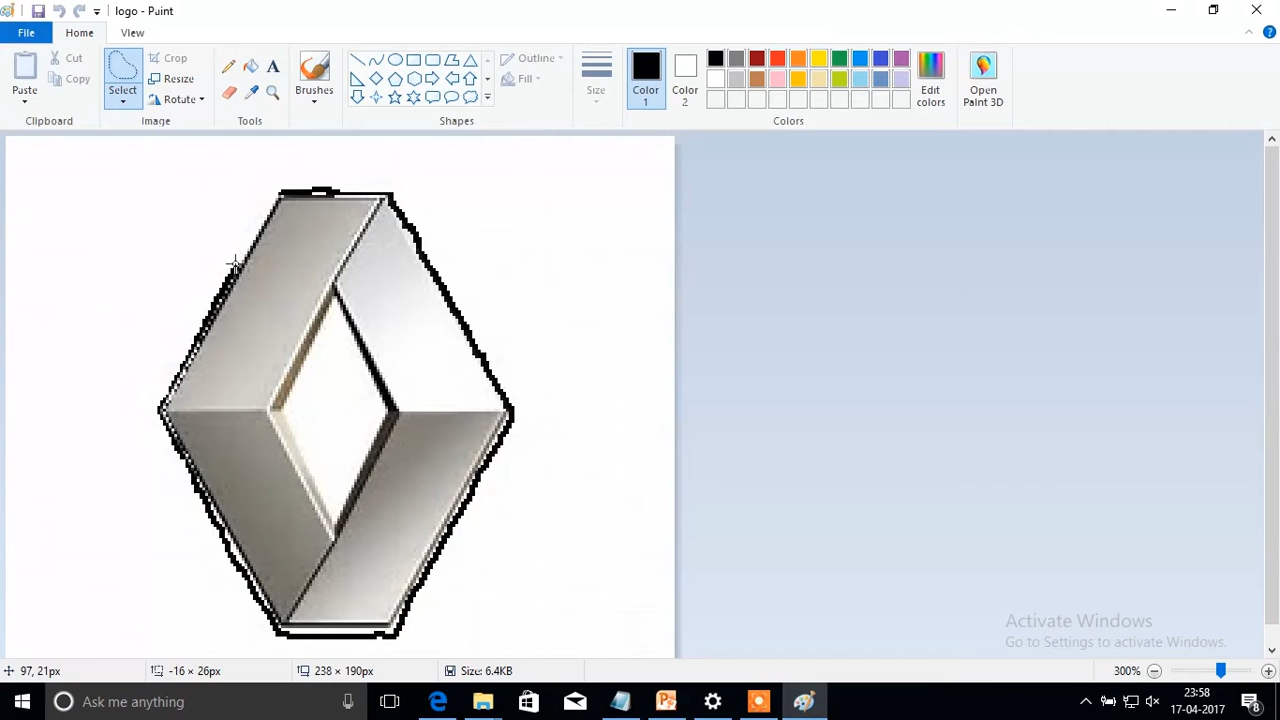 logo - Paint
File
Home
View
Paste
Cut
Copy
Clipboard
Select
Crop
Resize
Rotate
Image
Tools
Brushes
Outline
Fill
Shapes
Size
Color 1
Color 2
Edit colors
Colors
Open Paint 3D
Activate Windows
Go to Settings to activate Windows.
97, 21px
-16 × 26px
238 × 190px
Size: 6.4KB
300%
Ask me anything
23:58
17-04-2017
8